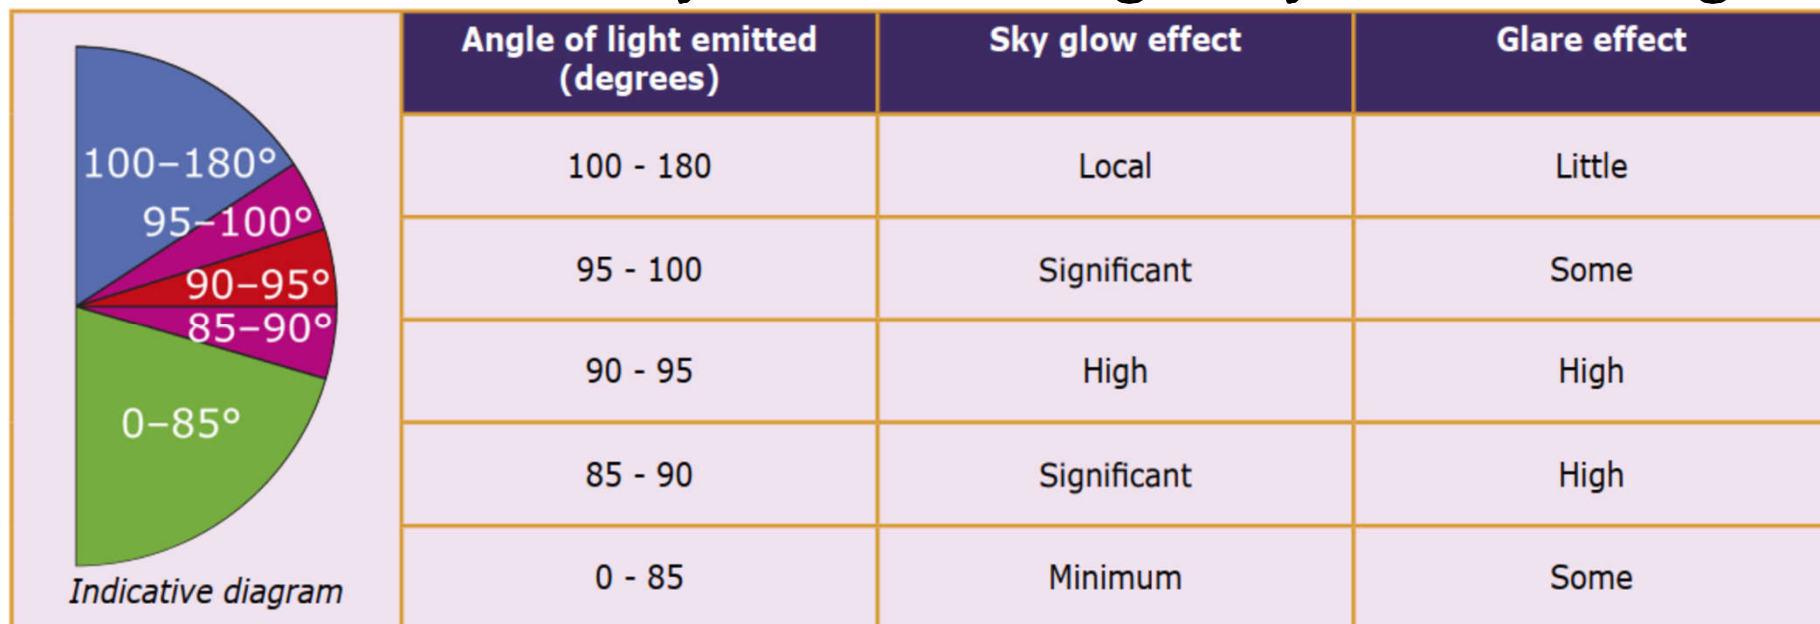 Angle of light emitted
(degrees)
Sky glow effect
Glare effect
100 - 180
Local
Little
95 - 100
Significant
Some
90 - 95
High
High
85 - 90
Significant
High
0 - 85
Minimum
Some
100–180°
95–100°
90–95°
85–90°
0–85°
Indicative diagram